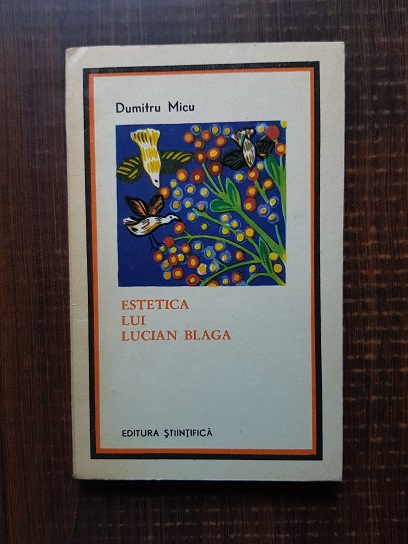 Dumitru Micu
ESTETICA
LUI
LUCIAN BLAGA
EDITURA ȘTIINȚIFICĂ